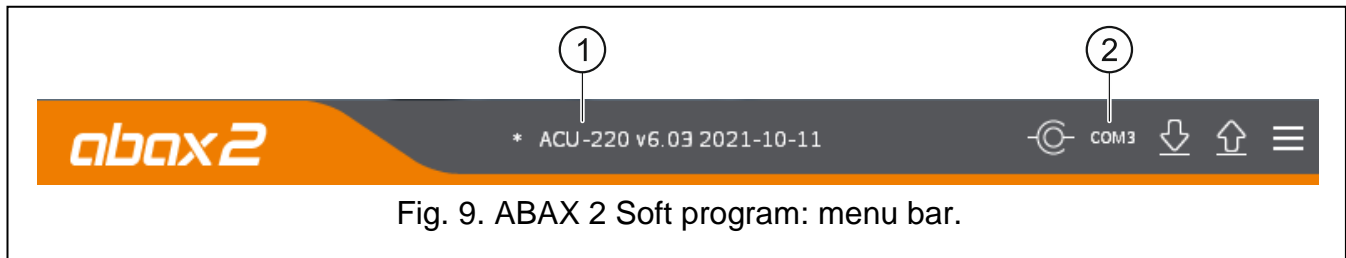 1 2
abax2 * ACU-220 v6.03 2021-10-11 COM3
Fig. 9. ABAX 2 Soft program: menu bar.